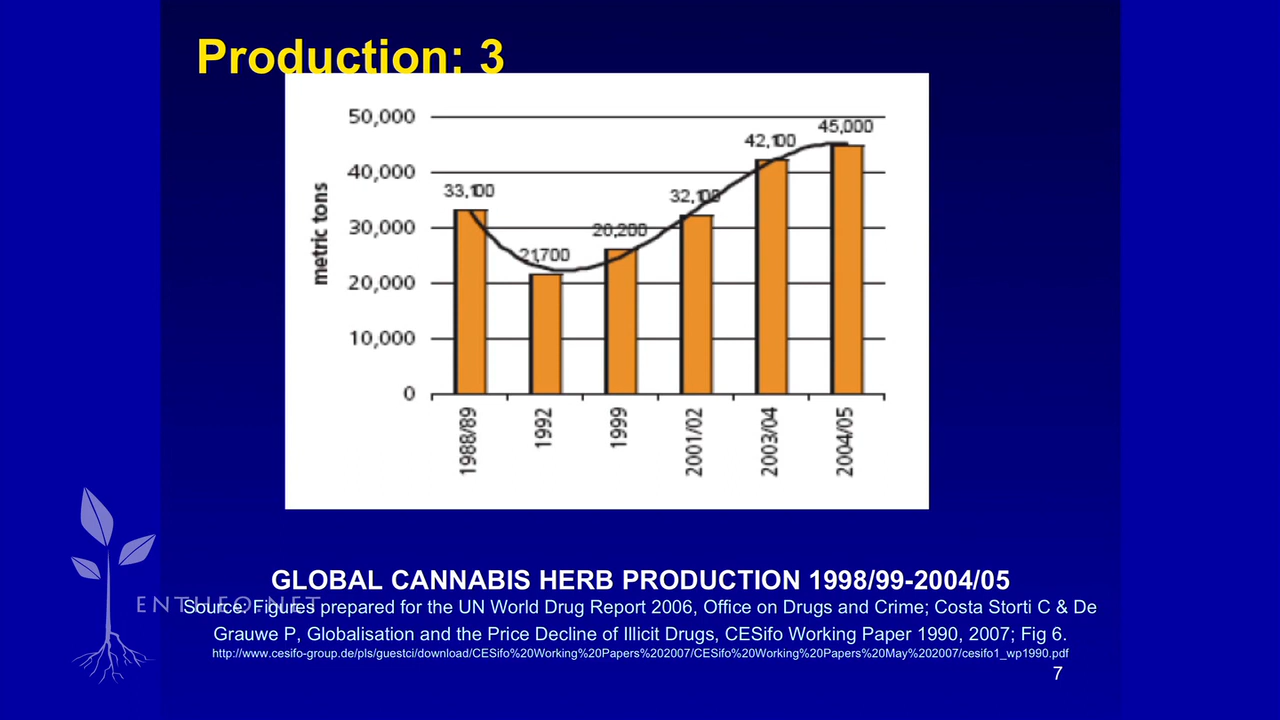 Production: 3
50,000
40,000
30,000
20,000
10,000
0
metric tons
33,100
21,700
20,200
32,100
42,100
45,000
1988/89
1992
1999
2001/02
2003/04
2004/05
GLOBAL CANNABIS HERB PRODUCTION 1998/99-2004/05
ENTHEO.NET
Source: Figures prepared for the UN World Drug Report 2006, Office on Drugs and Crime; Costa Storti C & De
Grauwe P, Globalisation and the Price Decline of Illicit Drugs, CESifo Working Paper 1990, 2007; Fig 6.
http://www.cesifo-group.de/pls/guestci/download/CESifo%20Working%20Papers%202007/CESifo%20Working%20Papers%20May%202007/cesifo1_wp1990.pdf
7